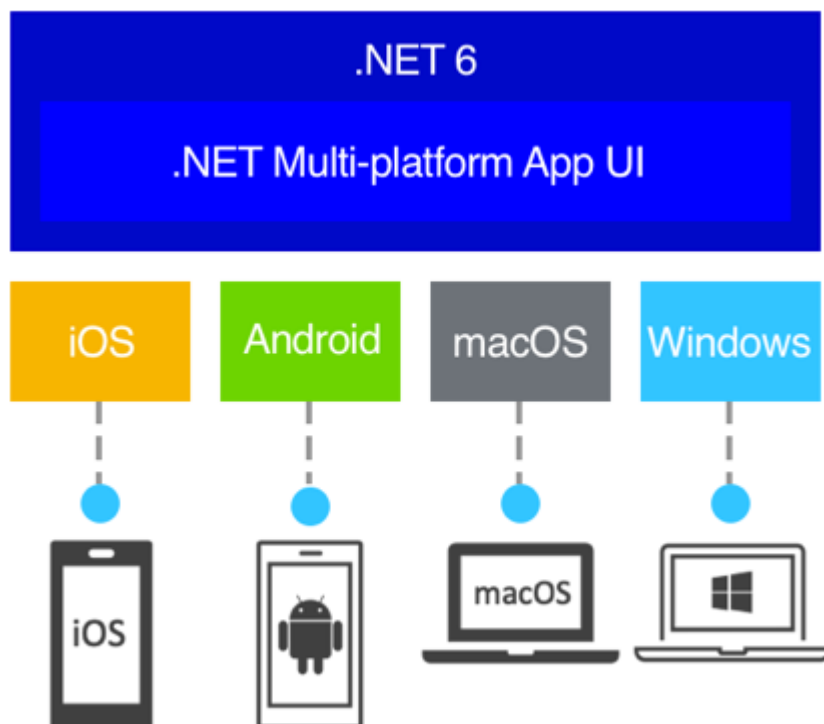 .NET 6
.NET Multi-platform App UI
iOS
Android
macOS
Windows
iOS
macOS